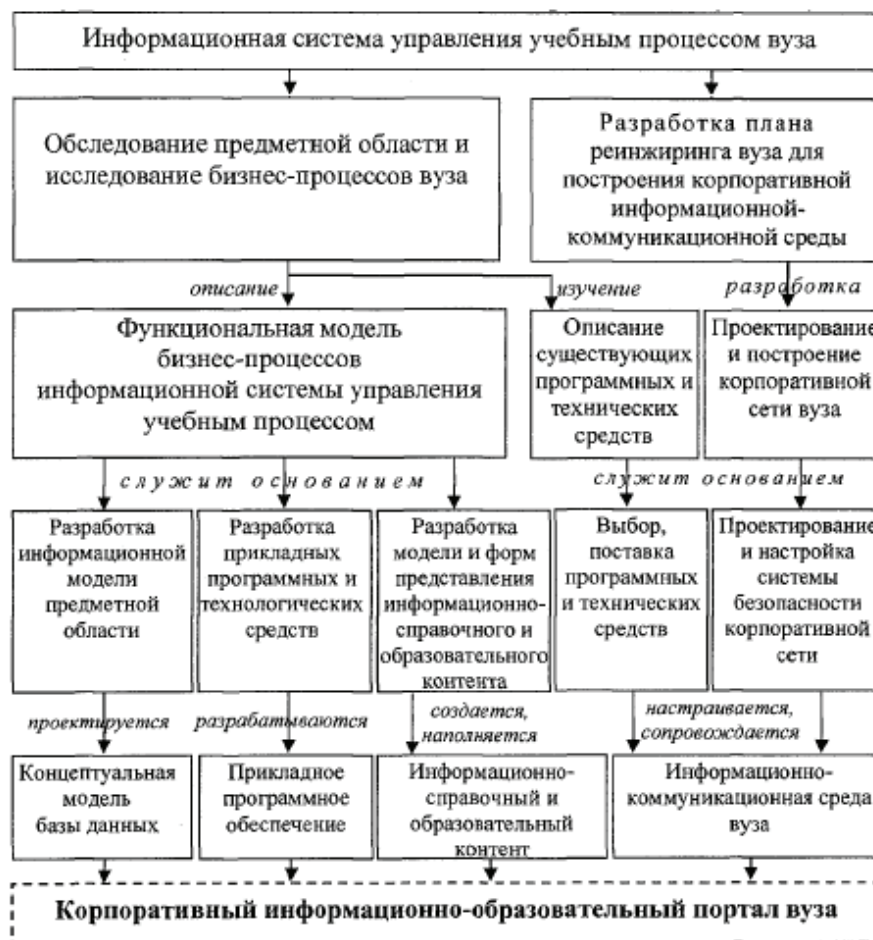 Информационная система управления учебным процессом вуза
Обследование предметной области и
исследование бизнес-процессов вуза
Разработка плана
реинжиринга вуза для
построения корпоративной
информационной-
коммуникационной среды
описание
изучение
разработка
Функциональная модель
бизнес-процессов
информационной системы управления
учебным процессом
Описание
существующих
программных и
технических
средств
Проектирование
и построение
корпоративной
сети вуза
служит основанием
служит основанием
Разработка
информационной
модели
предметной
области
Разработка
прикладных
программных и
технологических
средств
Разработка
модели и форм
представления
информационно-
справочного и
образовательного
контента
Выбор,
поставка
программных
и технических
средств
Проектирование
и настройка
системы
безопасности
корпоративной
сети
проектируется
разрабатываются
создается,
наполняется
настраивается,
сопровождается
Концептуальная
модель
базы данных
Прикладное
программное
обеспечение
Информационно-
справочный и
образовательный
контент
Информационно-
коммуникационная среда
вуза
Корпоративный информационно-образовательный портал вуза